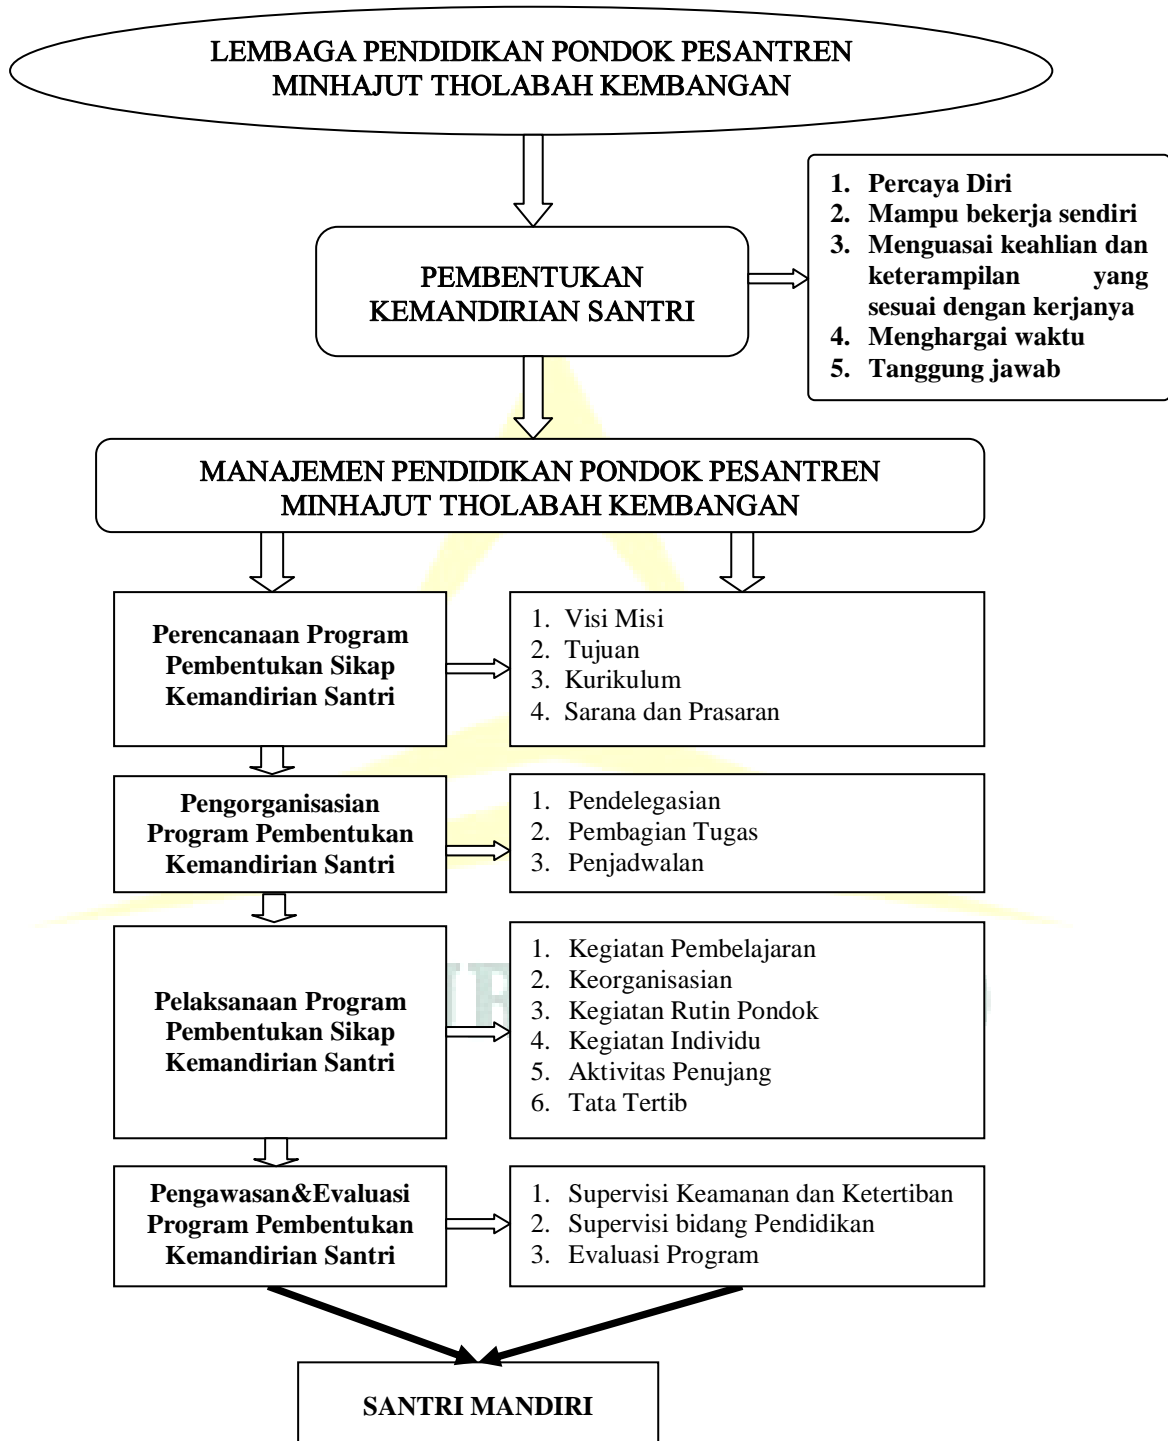 LEMBAGA PENDIDIKAN PONDOK PESANTREN
MINHAJUT THOLABAH KEMBANGAN
PEMBENTUKAN
KEMANDIRIAN SANTRI
1. Percaya Diri
2. Mampu bekerja sendiri
3. Menguasai keahlian dan
keterampilan yang
sesuai dengan kerjanya
4. Menghargai waktu
5. Tanggung jawab
MANAJEMEN PENDIDIKAN PONDOK PESANTREN
MINHAJUT THOLABAH KEMBANGAN
Perencanaan Program
Pembentukan Sikap
Kemandirian Santri
1. Visi Misi
2. Tujuan
3. Kurikulum
4. Sarana dan Prasaran
Pengorganisasian
Program Pembentukan
Kemandirian Santri
1. Pendelegasian
2. Pembagian Tugas
3. Penjadwalan
Pelaksanaan Program
Pembentukan Sikap
Kemandirian Santri
1. Kegiatan Pembelajaran
2. Keorganisasian
3. Kegiatan Rutin Pondok
4. Kegiatan Individu
5. Aktivitas Penujang
6. Tata Tertib
Pengawasan&Evaluasi
Program Pembentukan
Kemandirian Santri
1. Supervisi Keamanan dan Ketertiban
2. Supervisi bidang Pendidikan
3. Evaluasi Program
SANTRI MANDIRI